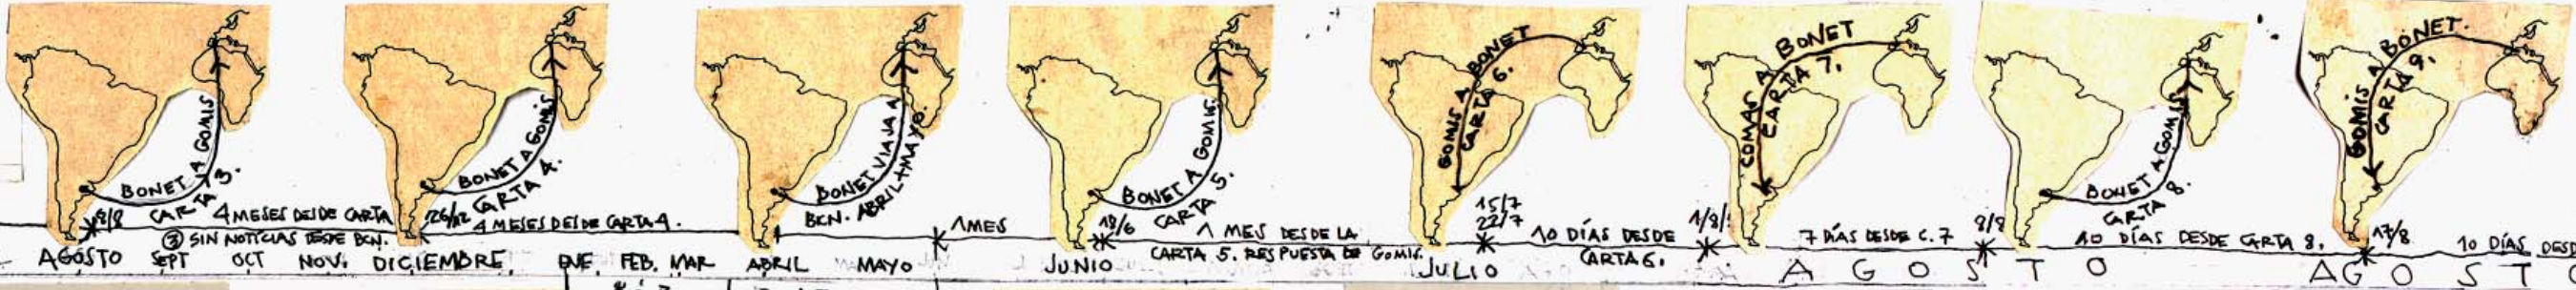 BONET A GOMIS
CARTA 3.
8/8
4 MESES DESDE CARTA
③ SIN NOTICIAS DESDE BCN.
AGOSTO SEPT OCT NOV. DICIEMBRE
BONET A GOMIS
CARTA 4.
26/12
4 MESES DESDE CARTA 4.
ENE. FEB. MAR ABRIL MAYO
BONET VIAJA A
BCN. ABRIL+MAYO.
1 MES
BONET A GOMIS.
CARTA 5.
18/6
1 MES DESDE LA
CARTA 5. RESPUESTA DE GOMIS.
JUNIO
GOMIS A BONET
CARTA 6.
15/7
22/7
JULIO
10 DÍAS DESDE
CARTA 6.
COMAS A BONET
CARTA 7.
1/8/
7 DÍAS DESDE C. 7
AGOSTO
BONET A GOMIS
CARTA 8.
8/8
10 DÍAS DESDE CARTA 8.
GOMIS A BONET.
CARTA 9.
17/8
10 DÍAS DESD
AGOSTO